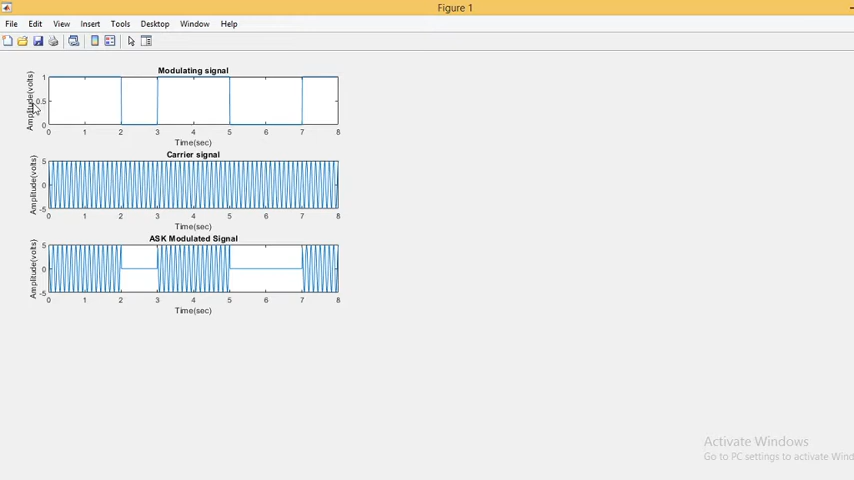 Figure 1
File Edit View Insert Tools Desktop Window Help
Modulating signal
Amplitude(volts)
1
0.5
0
0 1 2 3 4 5 6 7 8
Time(sec)
Carrier signal
Amplitude(volts)
5
0
-5
0 1 2 3 4 5 6 7 8
Time(sec)
ASK Modulated Signal
Amplitude(volts)
5
0
-5
0 1 2 3 4 5 6 7 8
Time(sec)
Activate Windows
Go to PC settings to activate Wind